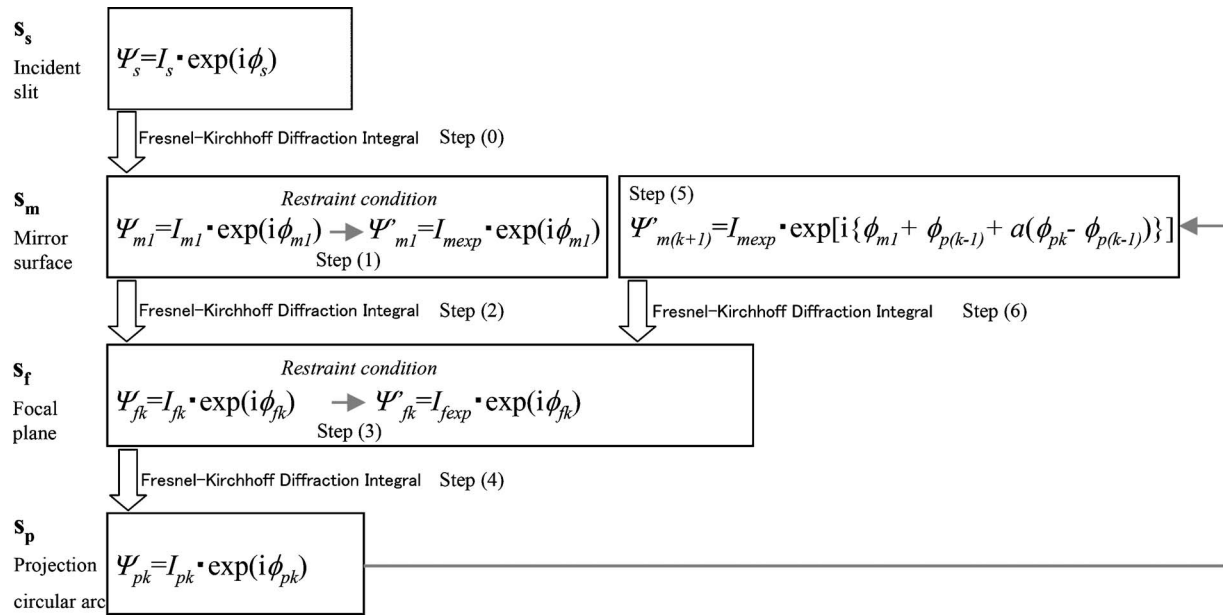 s_s
Incident
slit
Ψ_s=I_s·exp(iϕ_s)
Fresnel-Kirchhoff Diffraction Integral Step (0)
s_m
Mirror
surface
Restraint condition
Ψ_m1=I_m1·exp(iϕ_m1) → Ψ'_m1=I_mexp·exp(iϕ_m1)
Step (1)
Step (5)
Ψ'_m(k+1)=I_mexp·exp[i{ϕ_m1+ ϕ_p(k-1)+ a(ϕ_pk- ϕ_p(k-1))}]
Fresnel-Kirchhoff Diffraction Integral Step (2)
Fresnel-Kirchhoff Diffraction Integral Step (6)
s_f
Focal
plane
Restraint condition
Ψ_fk=I_fk·exp(iϕ_fk) → Ψ'_fk=I_fexp·exp(iϕ_fk)
Step (3)
Fresnel-Kirchhoff Diffraction Integral Step (4)
s_p
Projection
circular arc
Ψ_pk=I_pk·exp(iϕ_pk)